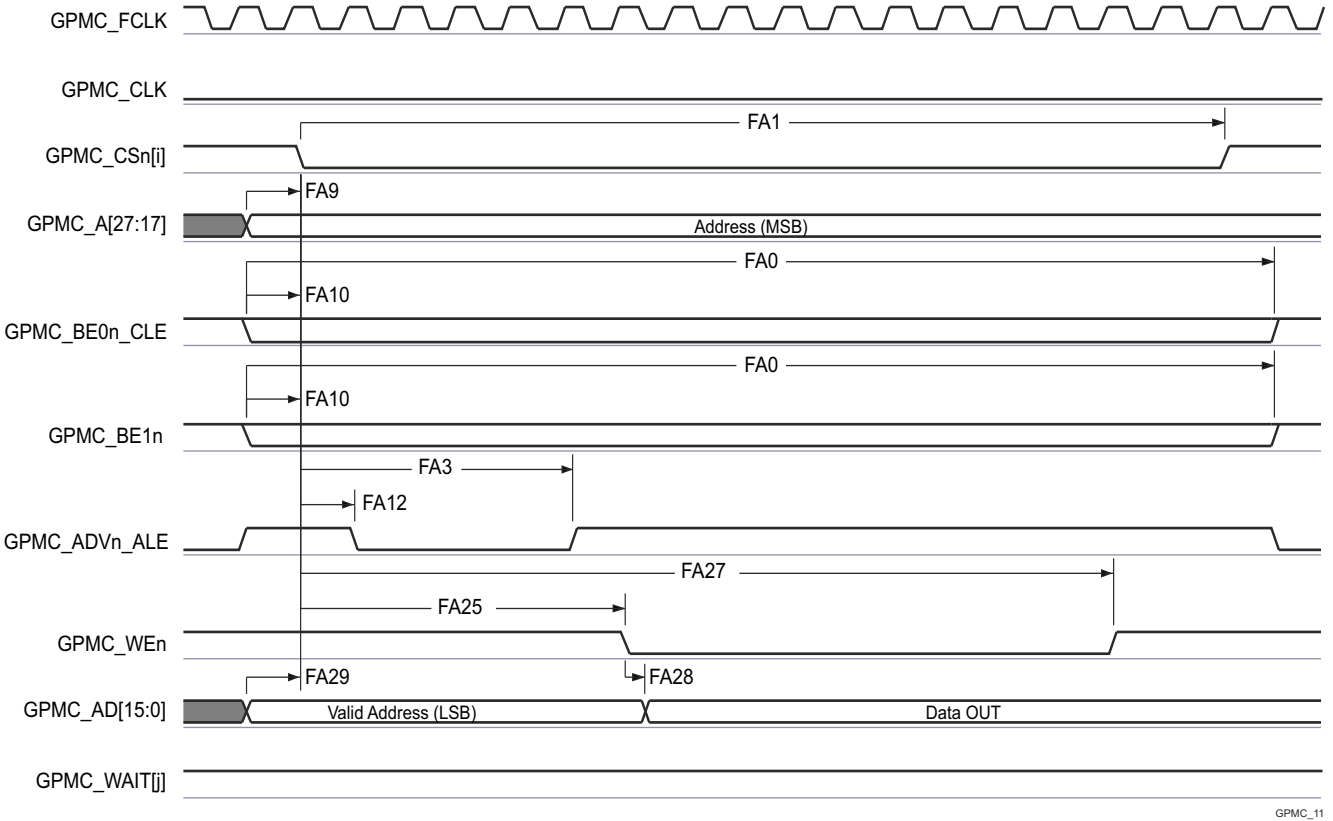 GPMC_FCLK
GPMC_CLK
FA1
GPMC_CSn[i]
FA9
GPMC_A[27:17]
Address (MSB)
FA0
FA10
GPMC_BE0n_CLE
FA0
FA10
GPMC_BE1n
FA3
FA12
GPMC_ADVn_ALE
FA27
FA25
GPMC_WEn
FA29 FA28
GPMC_AD[15:0] Valid Address (LSB) Data OUT
GPMC_WAIT[j]
GPMC_11